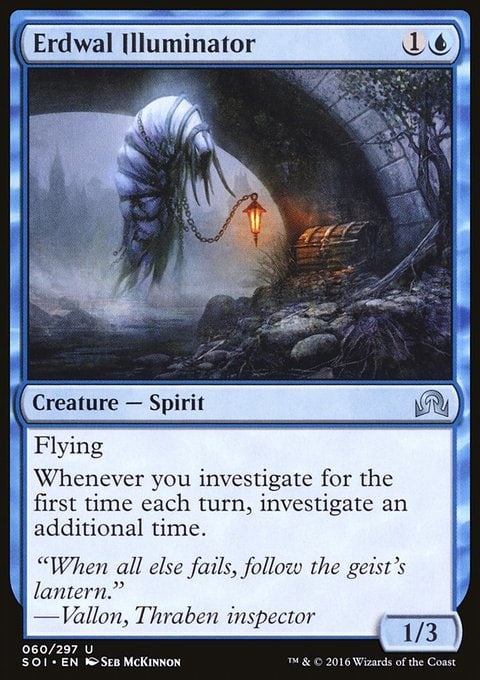 Erdwal Illuminator 1
Creature — Spirit
Flying
Whenever you investigate for the
first time each turn, investigate an
additional time.
“When all else fails, follow the geist’s
lantern.”
—Vallon, Thraben inspector
1/3
060/297 U
SOI • EN Seb McKinnon
™ & © 2016 Wizards of the Coast